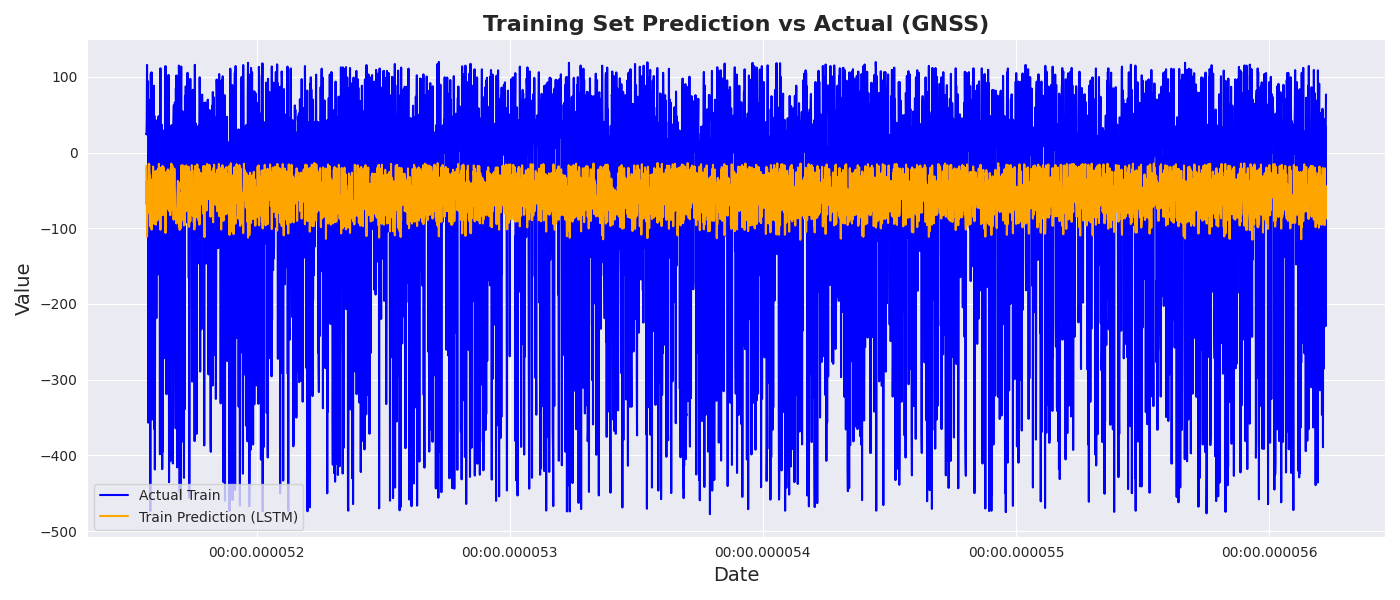 Training Set Prediction vs Actual (GNSS)
Value
100
0
−100
−200
−300
−400
−500
Actual Train
Train Prediction (LSTM)
00:00.000052
00:00.000053
00:00.000054
00:00.000055
00:00.000056
Date